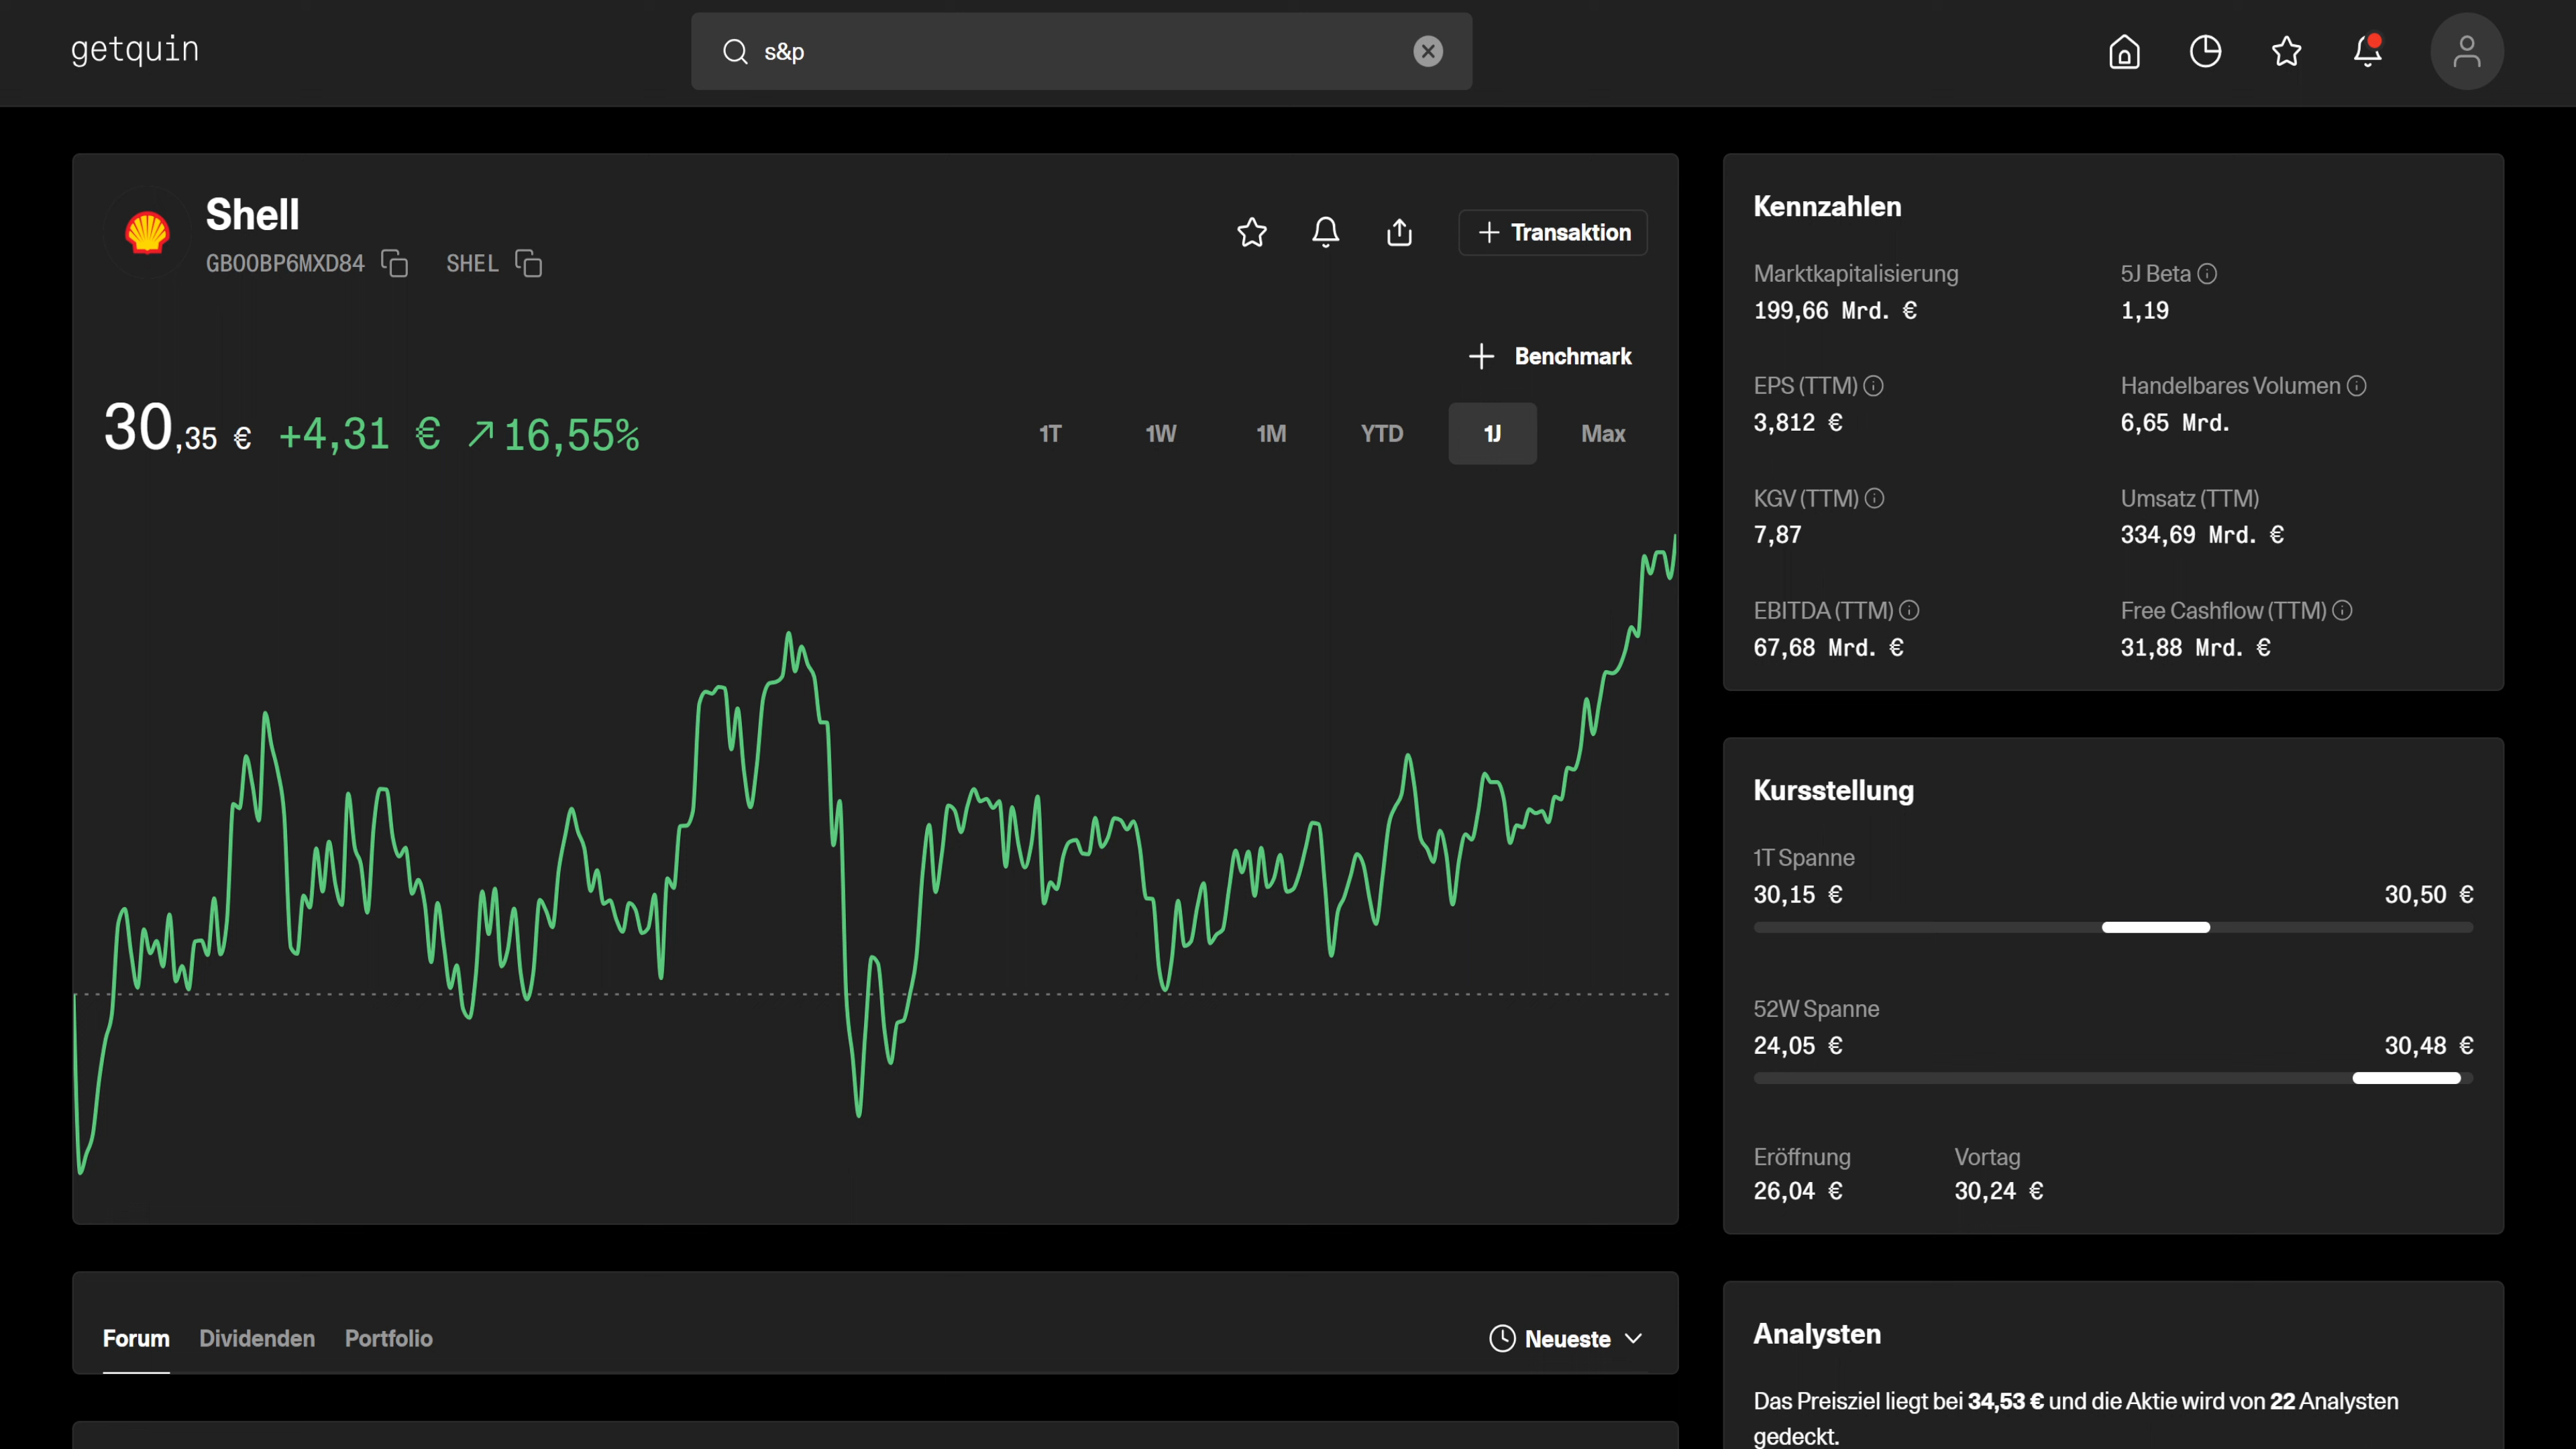 getquin
s&p
Shell
GB00BP6MXD84 SHEL
Transaktion
Benchmark
30,35 € +4,31 € 16,55%
1T 1W 1M YTD 1J Max
Forum Dividenden Portfolio
Neueste
Kennzahlen
Marktkapitalisierung 5J Beta
199,66 Mrd. € 1,19
EPS (TTM) Handelbares Volumen
3,812 € 6,65 Mrd.
KGV (TTM) Umsatz (TTM)
7,87 334,69 Mrd. €
EBITDA (TTM) Free Cashflow (TTM)
67,68 Mrd. € 31,88 Mrd. €
Kursstellung
1T Spanne
30,15 € 30,50 €
52W Spanne
24,05 € 30,48 €
Eröffnung Vortag
26,04 € 30,24 €
Analysten
Das Preisziel liegt bei 34,53 € und die Aktie wird von 22 Analysten
gedeckt.